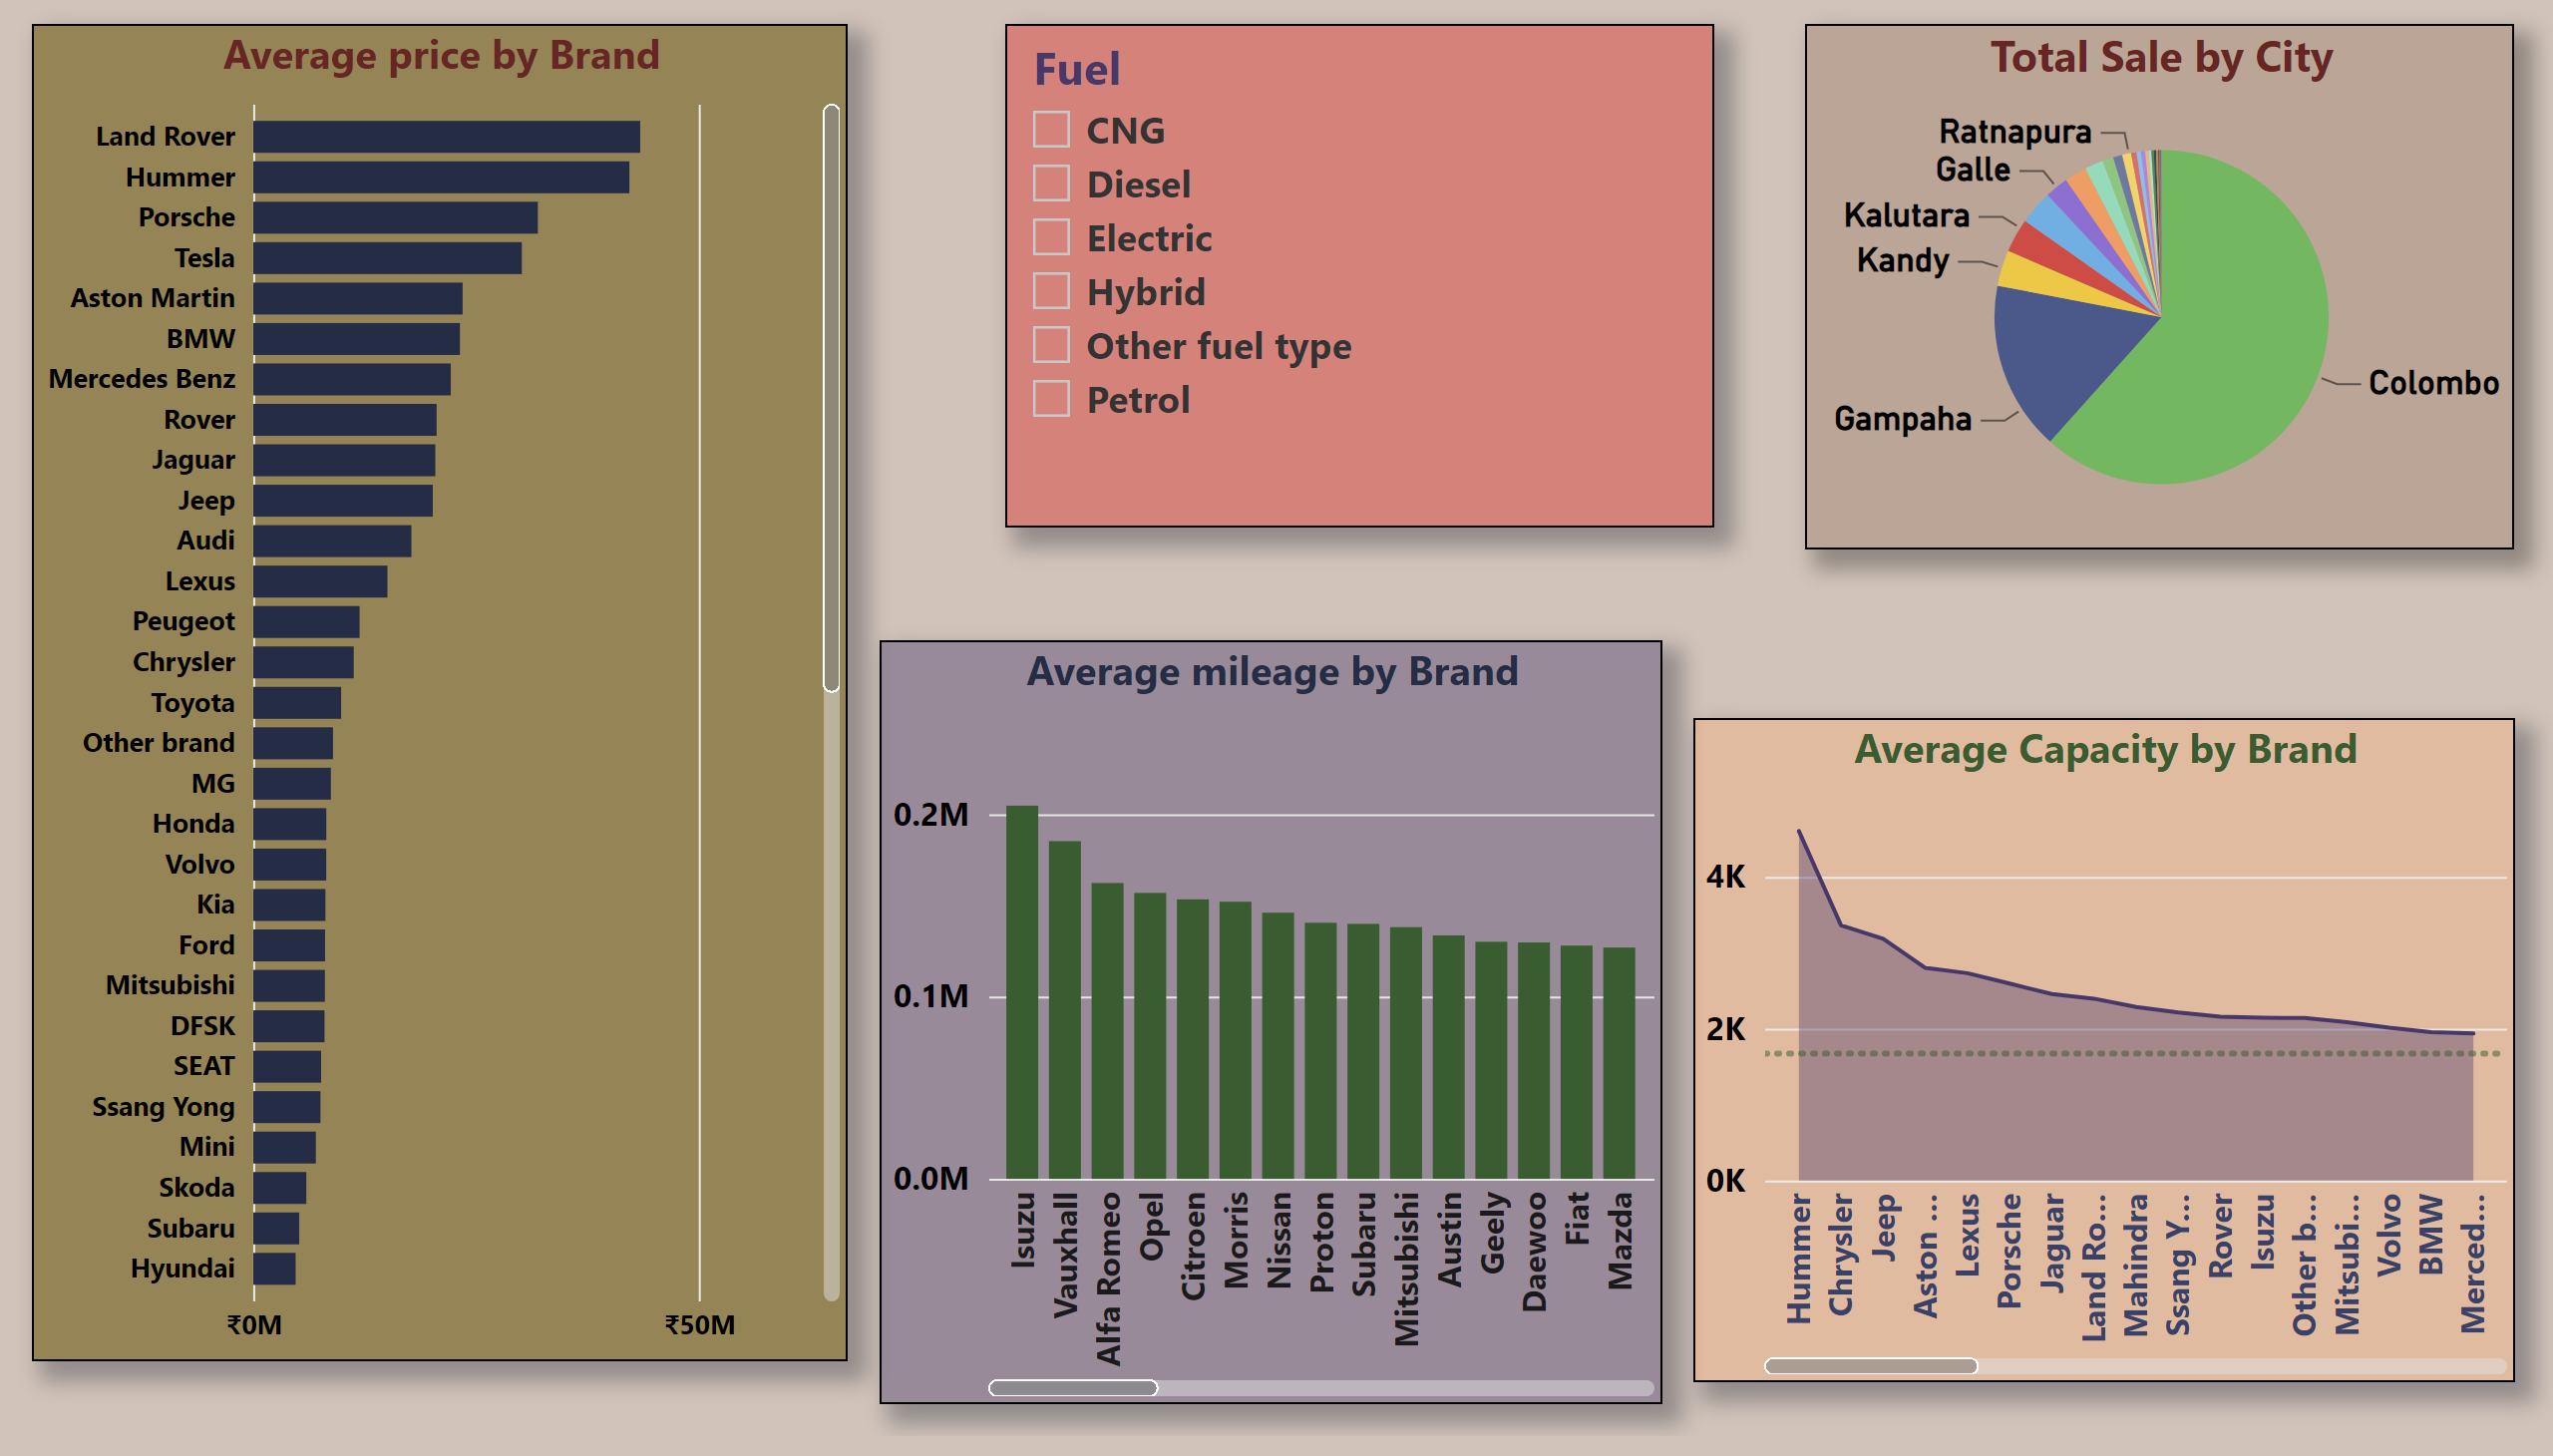 Average price by Brand
Land Rover
Hummer
Porsche
Tesla
Aston Martin
BMW
Mercedes Benz
Rover
Jaguar
Jeep
Audi
Lexus
Peugeot
Chrysler
Toyota
Other brand
MG
Honda
Volvo
Kia
Ford
Mitsubishi
DFSK
SEAT
Ssang Yong
Mini
Skoda
Subaru
Hyundai
₹0M
₹50M
Fuel
CNG
Diesel
Electric
Hybrid
Other fuel type
Petrol
Total Sale by City
Ratnapura
Galle
Kalutara
Kandy
Gampaha
Colombo
Average mileage by Brand
0.2M
0.1M
0.0M
Isuzu
Vauxhall
Alfa Romeo
Opel
Citroen
Morris
Nissan
Proton
Subaru
Mitsubishi
Austin
Geely
Daewoo
Fiat
Mazda
Average Capacity by Brand
4K
2K
0K
Hummer
Chrysler
Jeep
Aston ...
Lexus
Porsche
Jaguar
Land Ro...
Mahindra
Ssang Y...
Rover
Isuzu
Other b...
Mitsubi...
Volvo
BMW
Merced...